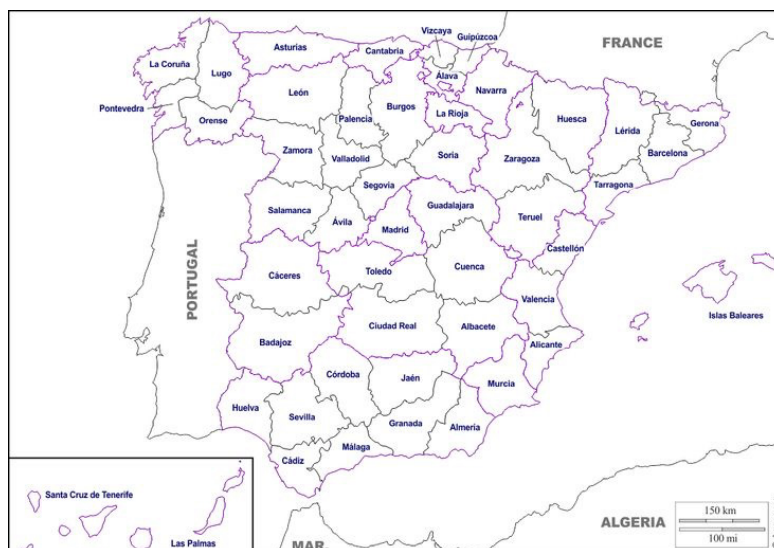 Vizcaya
Guipúzcoa
FRANCE
Asturias
Cantabria
La Coruña
Lugo
Álava
Navarra
León
Pontevedra
Orense
Palencia
Burgos
La Rioja
Huesca
Lérida
Gerona
Barcelona
Zamora
Valladolid
Soria
Zaragoza
Tarragona
Segovia
Salamanca
Ávila
Madrid
Guadalajara
Teruel
Castellón
PORTUGAL
Cáceres
Toledo
Cuenca
Valencia
Islas Baleares
Badajoz
Ciudad Real
Albacete
Alicante
Córdoba
Jaén
Murcia
Huelva
Sevilla
Granada
Almeria
Málaga
Cádiz
Santa Cruz de Tenerife
Las Palmas
MAR.
ALGERIA
150 km
100 mi